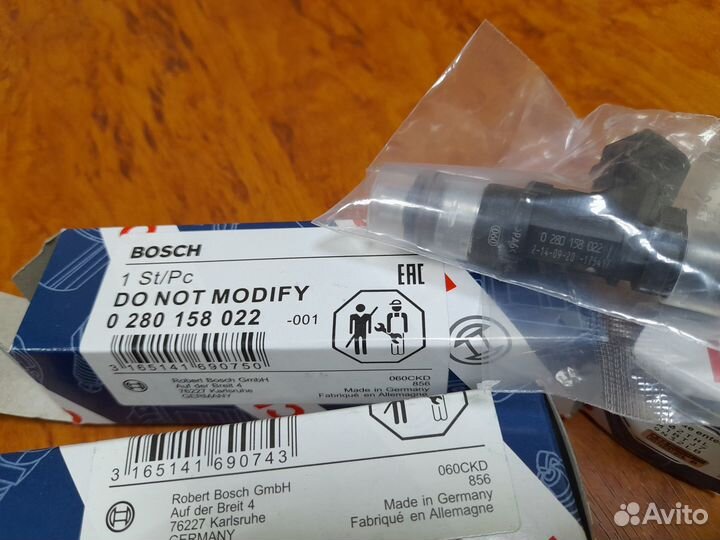 BOSCH
1 St/Pc
DO NOT MODIFY
0 280 158 022 -001
EAC
3 165141 690750
Robert Bosch GmbH
Auf der Breit 4
76227 Karlsruhe
GERMANY
060CKD
856
Made in Germany
Fabriqué en Allemagne
0 280 158 022
3 165141 690743
Robert Bosch GmbH
Auf der Breit 4
76227 Karlsruhe
GERMANY
060CKD
856
Made in Germany
Fabriqué en Allemagne
Avito